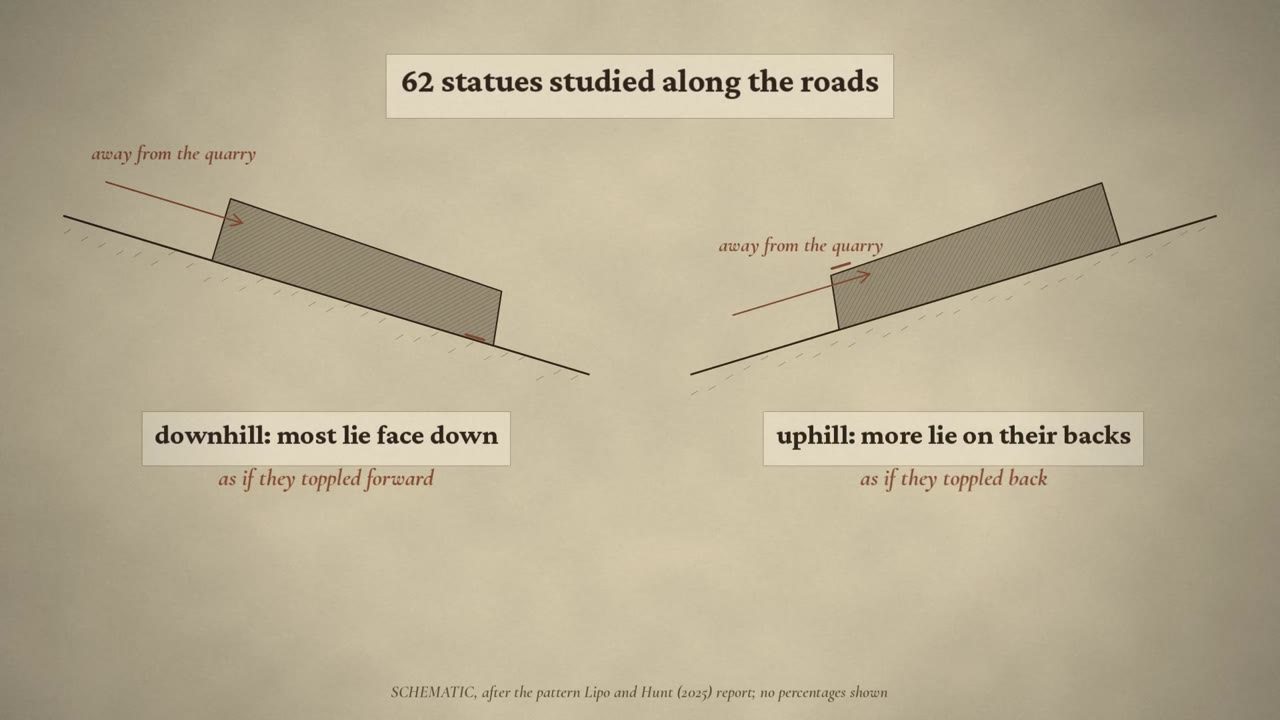 62 statues studied along the roads
away from the quarry
away from the quarry
downhill: most lie face down
as if they toppled forward
uphill: more lie on their backs
as if they toppled back
SCHEMATIC, after the pattern Lipo and Hunt (2025) report; no percentages shown